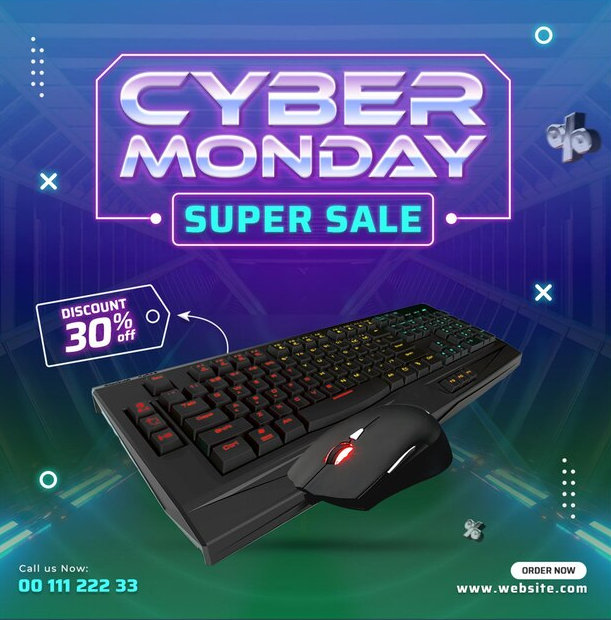 CYBER
MONDAY
SUPER SALE
DISCOUNT
30% off
Call us Now:
00 111 222 33
ORDER NOW
www.website.com